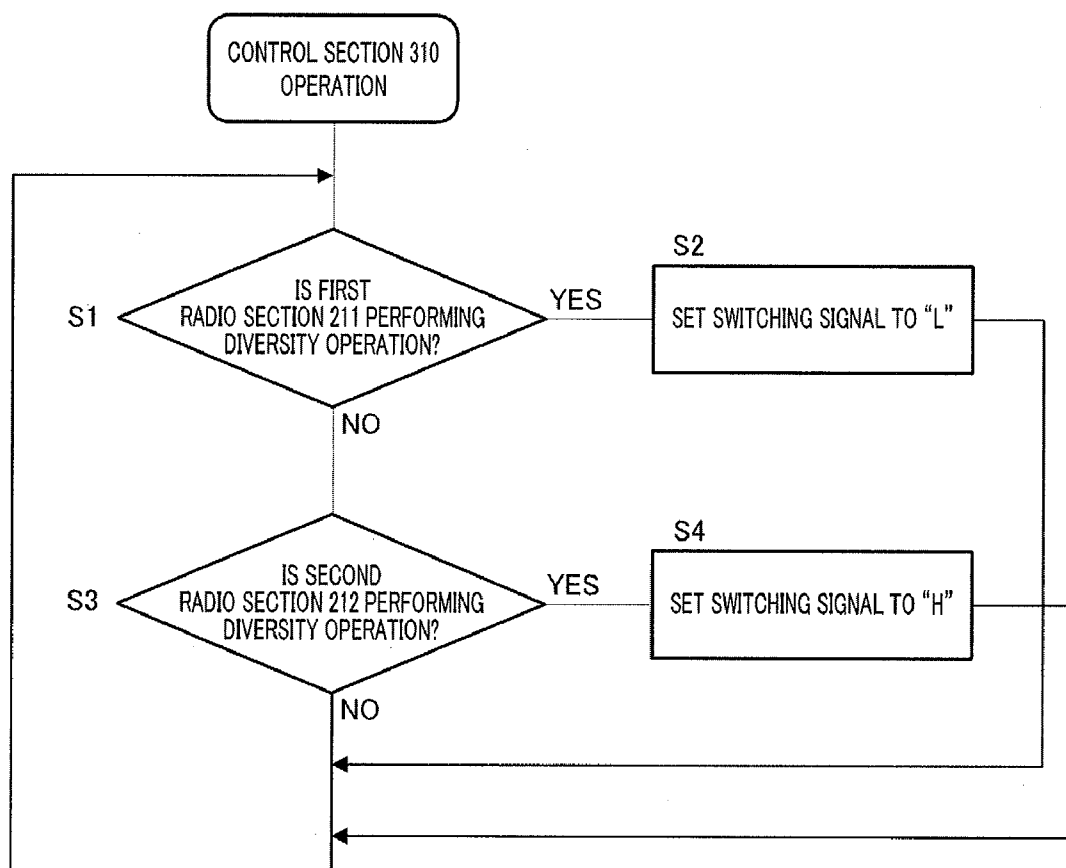 CONTROL SECTION 310
OPERATION
S1
IS FIRST
RADIO SECTION 211 PERFORMING
DIVERSITY OPERATION?
YES
S2
SET SWITCHING SIGNAL TO “L”
NO
S3
IS SECOND
RADIO SECTION 212 PERFORMING
DIVERSITY OPERATION?
YES
S4
SET SWITCHING SIGNAL TO “H”
NO